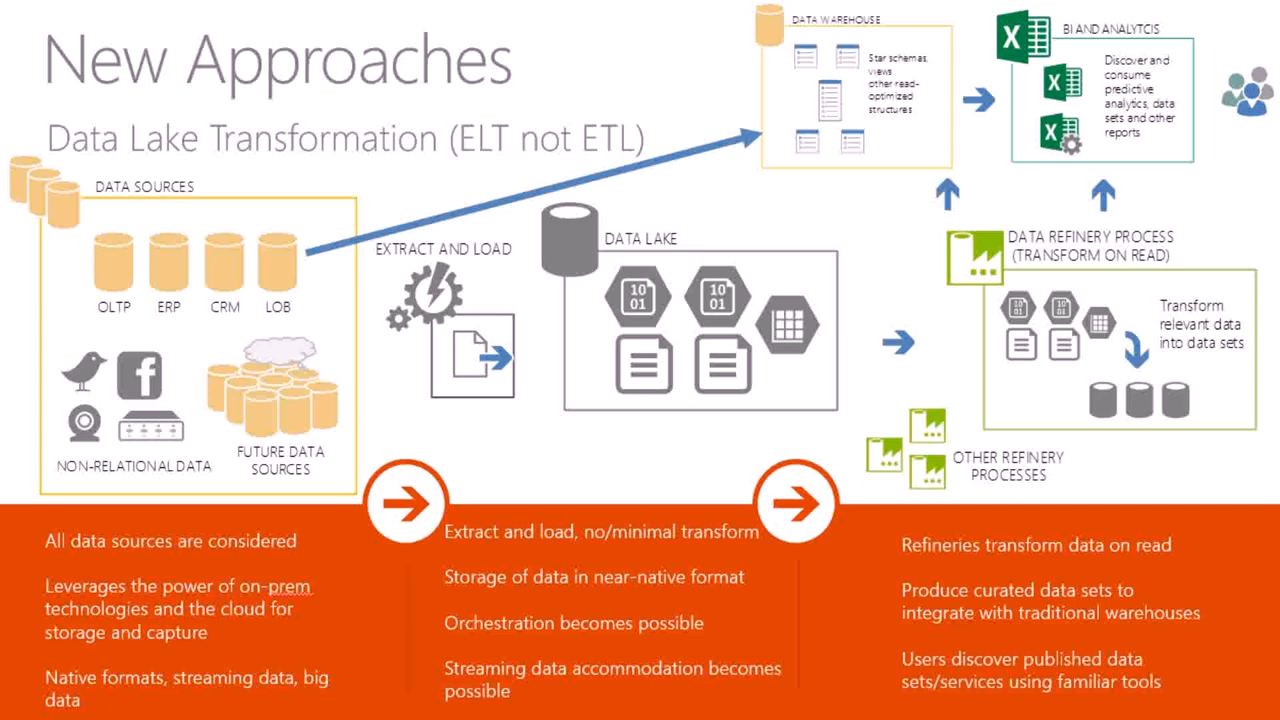 New Approaches
Data Lake Transformation (ELT not ETL)
DATA SOURCES
OLTP
ERP
CRM
LOB
NON-RELATIONAL DATA
FUTURE DATA
SOURCES
EXTRACT AND LOAD
DATA LAKE
10
01
10
01
DATA WAREHOUSE
Star schemas,
views
other read-
optimized
structures
BI AND ANALYTCIS
Discover and
consume
predictive
analytics, data
sets and other
reports
DATA REFINERY PROCESS
(TRANSFORM ON READ)
10
01
10
01
Transform
relevant data
into data sets
OTHER REFINERY
PROCESSES
All data sources are considered
Leverages the power of on-prem
technologies and the cloud for
storage and capture
Native formats, streaming data, big
data
Extract and load, no/minimal transform
Storage of data in near-native format
Orchestration becomes possible
Streaming data accommodation becomes
possible
Refineries transform data on read
Produce curated data sets to
integrate with traditional warehouses
Users discover published data
sets/services using familiar tools